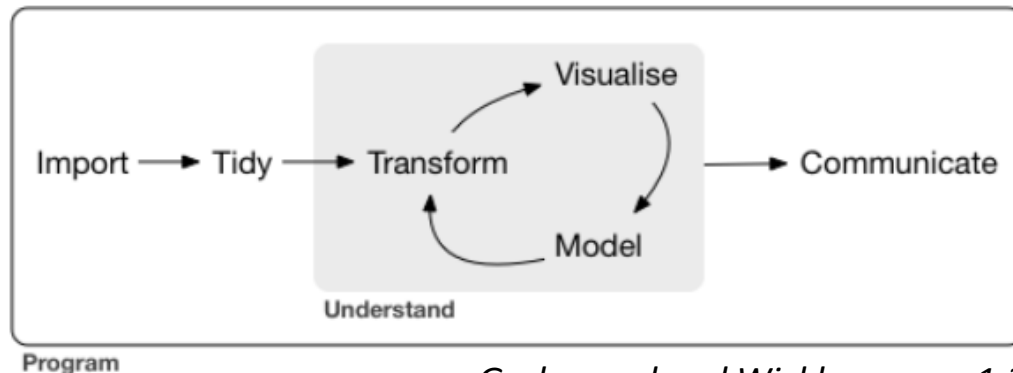 Visualise
Import Tidy Transform Communicate
Model
Understand
Program